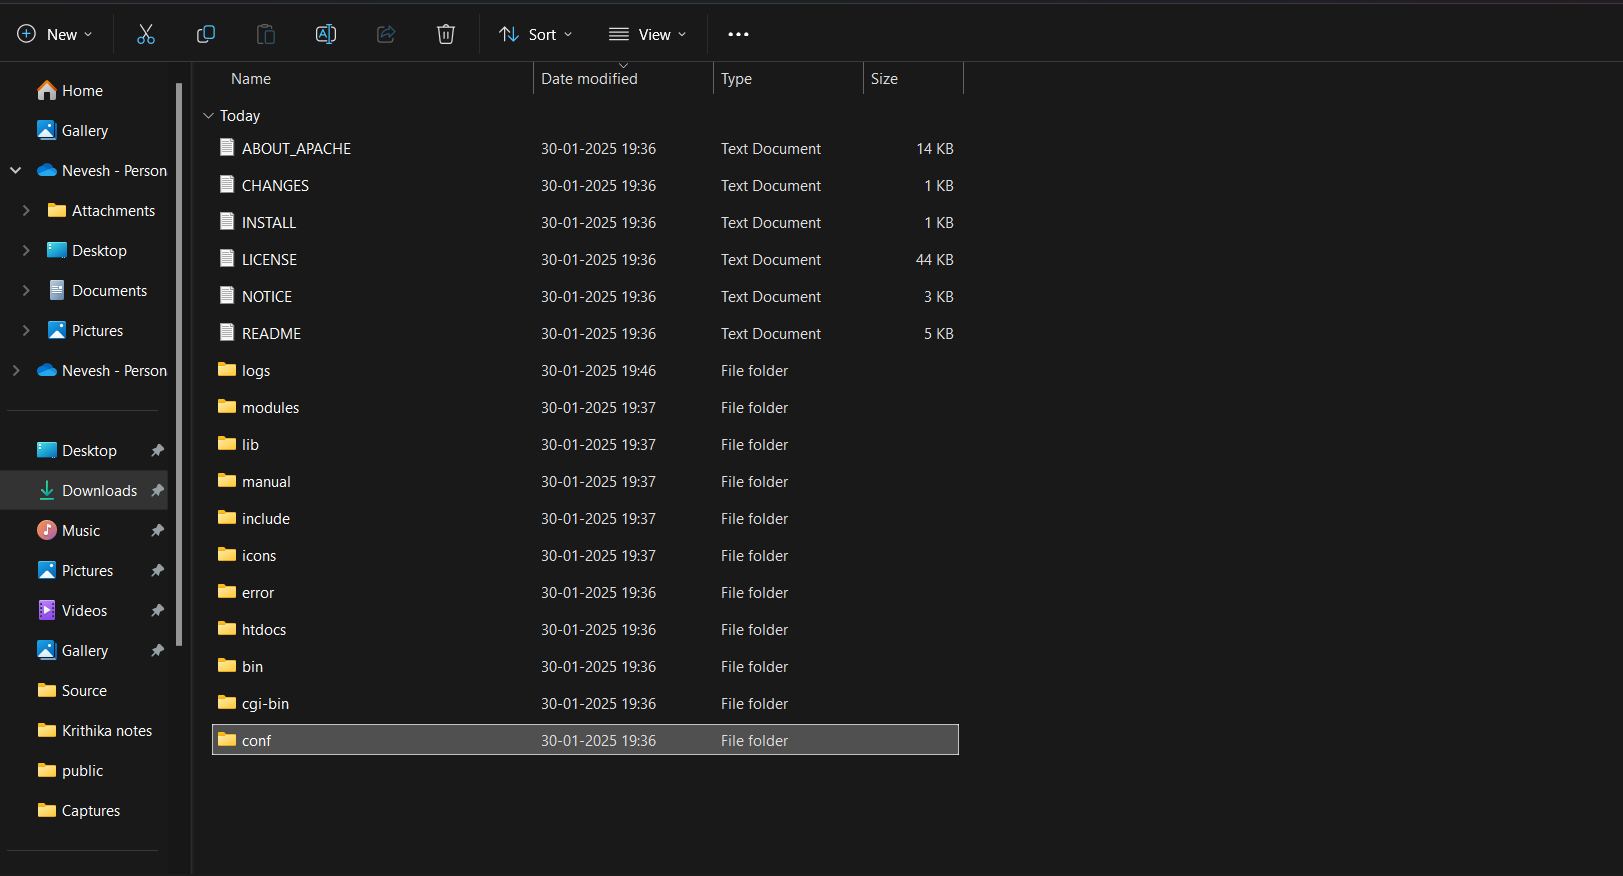 New
Sort
View
Home
Gallery
Nevesh - Person
Attachments
Desktop
Documents
Pictures
Nevesh - Person
Desktop
Downloads
Music
Pictures
Videos
Gallery
Source
Krithika notes
public
Captures
Name Date modified Type Size
Today
ABOUT_APACHE 30-01-2025 19:36 Text Document 14 KB
CHANGES 30-01-2025 19:36 Text Document 1 KB
INSTALL 30-01-2025 19:36 Text Document 1 KB
LICENSE 30-01-2025 19:36 Text Document 44 KB
NOTICE 30-01-2025 19:36 Text Document 3 KB
README 30-01-2025 19:36 Text Document 5 KB
logs 30-01-2025 19:46 File folder
modules 30-01-2025 19:37 File folder
lib 30-01-2025 19:37 File folder
manual 30-01-2025 19:37 File folder
include 30-01-2025 19:37 File folder
icons 30-01-2025 19:37 File folder
error 30-01-2025 19:36 File folder
htdocs 30-01-2025 19:36 File folder
bin 30-01-2025 19:36 File folder
cgi-bin 30-01-2025 19:36 File folder
conf 30-01-2025 19:36 File folder